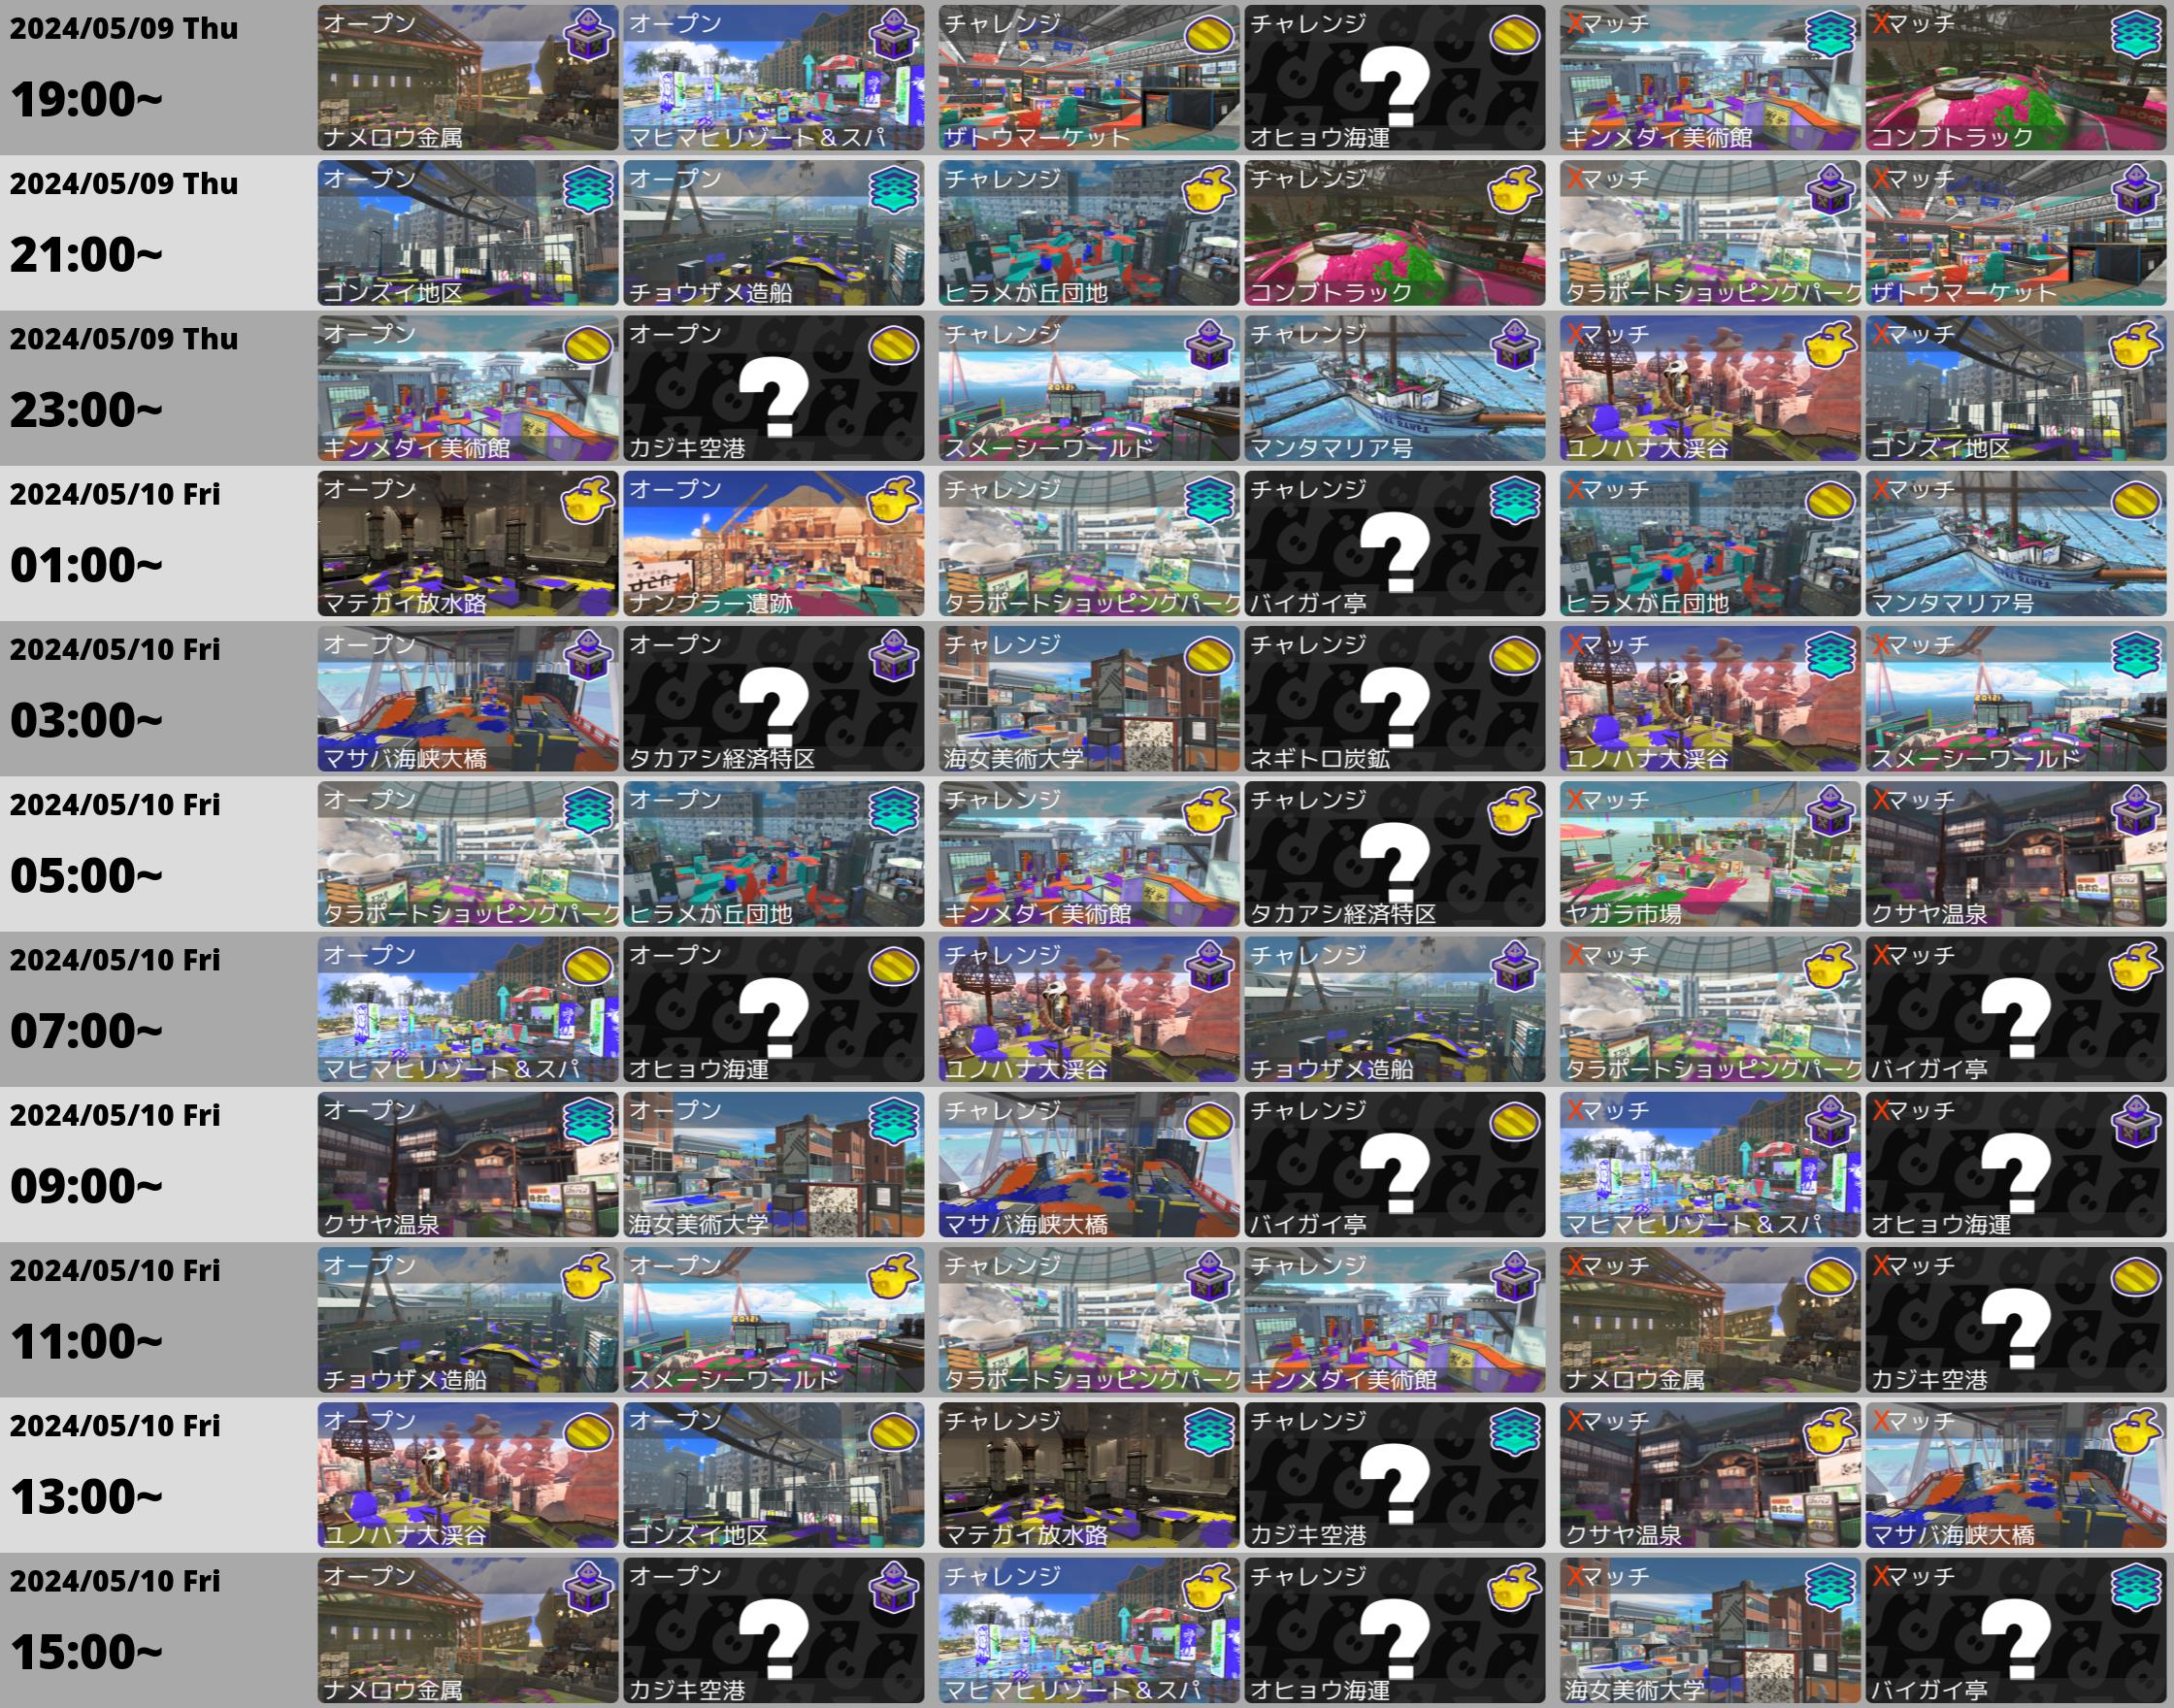 2024/05/09 Thu
19:00~
オープン
ナメロウ金属
オープン
マヒマヒリゾート＆スパ
チャレンジ
ザトウマーケット
チャレンジ
?
オヒョウ海運
Xマッチ
キンメダイ美術館
Xマッチ
コンブトラック
2024/05/09 Thu
21:00~
オープン
ゴンズイ地区
オープン
チョウザメ造船
チャレンジ
ヒラメが丘団地
チャレンジ
コンブトラック
Xマッチ
タラポートショッピングパーク
Xマッチ
ザトウマーケット
2024/05/09 Thu
23:00~
オープン
キンメダイ美術館
オープン
?
カジキ空港
チャレンジ
スメーシーワールド
チャレンジ
マンタマリア号
Xマッチ
ユノハナ大渓谷
Xマッチ
ゴンズイ地区
2024/05/10 Fri
01:00~
オープン
マテガイ放水路
オープン
ナンプラー遺跡
チャレンジ
タラポートショッピングパーク
チャレンジ
?
バイガイ亭
Xマッチ
ヒラメが丘団地
Xマッチ
マンタマリア号
2024/05/10 Fri
03:00~
オープン
マサバ海峡大橋
オープン
?
タカアシ経済特区
チャレンジ
海女美術大学
チャレンジ
?
ネギトロ炭鉱
Xマッチ
ユノハナ大渓谷
Xマッチ
スメーシーワールド
2024/05/10 Fri
05:00~
オープン
タラポートショッピングパーク
オープン
ヒラメが丘団地
チャレンジ
キンメダイ美術館
チャレンジ
?
タカアシ経済特区
Xマッチ
ヤガラ市場
Xマッチ
クサヤ温泉
2024/05/10 Fri
07:00~
オープン
マヒマヒリゾート＆スパ
オープン
?
オヒョウ海運
チャレンジ
ユノハナ大渓谷
チャレンジ
チョウザメ造船
Xマッチ
タラポートショッピングパーク
Xマッチ
?
バイガイ亭
2024/05/10 Fri
09:00~
オープン
クサヤ温泉
オープン
海女美術大学
チャレンジ
マサバ海峡大橋
チャレンジ
?
バイガイ亭
Xマッチ
マヒマヒリゾート＆スパ
Xマッチ
?
オヒョウ海運
2024/05/10 Fri
11:00~
オープン
チョウザメ造船
オープン
スメーシーワールド
チャレンジ
タラポートショッピングパーク
チャレンジ
キンメダイ美術館
Xマッチ
ナメロウ金属
Xマッチ
?
カジキ空港
2024/05/10 Fri
13:00~
オープン
ユノハナ大渓谷
オープン
ゴンズイ地区
チャレンジ
マテガイ放水路
チャレンジ
?
カジキ空港
Xマッチ
クサヤ温泉
Xマッチ
マサバ海峡大橋
2024/05/10 Fri
15:00~
オープン
ナメロウ金属
オープン
?
カジキ空港
チャレンジ
マヒマヒリゾート＆スパ
チャレンジ
?
オヒョウ海運
Xマッチ
海女美術大学
Xマッチ
?
バイガイ亭